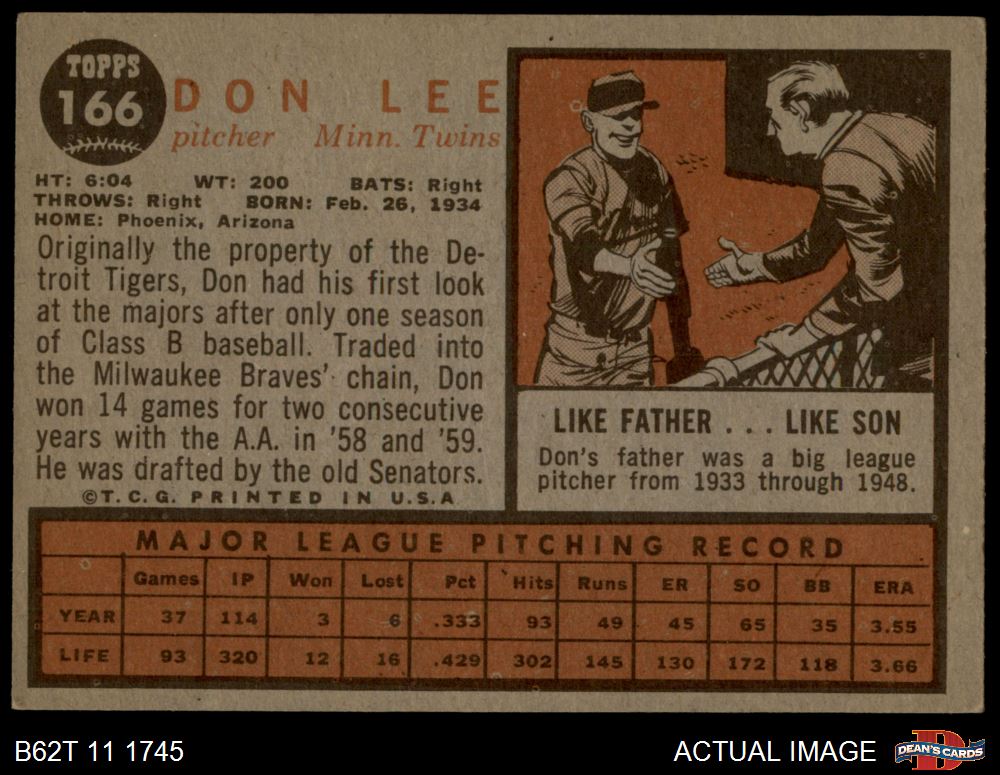 TOPPS
166
DON LEE
pitcher Minn. Twins
HT: 6:04 WT: 200 BATS: Right
THROWS: Right BORN: Feb. 26, 1934
HOME: Phoenix, Arizona
Originally the property of the De-
troit Tigers, Don had his first look
at the majors after only one season
of Class B baseball. Traded into
the Milwaukee Braves' chain, Don
won 14 games for two consecutive
years with the A.A. in '58 and '59.
He was drafted by the old Senators.
©T.C.G. PRINTED IN U.S.A
LIKE FATHER . . . LIKE SON
Don's father was a big league
pitcher from 1933 through 1948.
MAJOR LEAGUE PITCHING RECORD
Games IP Won Lost Pct Hits Runs ER SO BB ERA
YEAR 37 114 3 6 .333 93 49 45 65 35 3.55
LIFE 93 320 12 16 .429 302 145 130 172 118 3.66
B62T 11 1745
ACTUAL IMAGE
D
DEAN'S CARDS